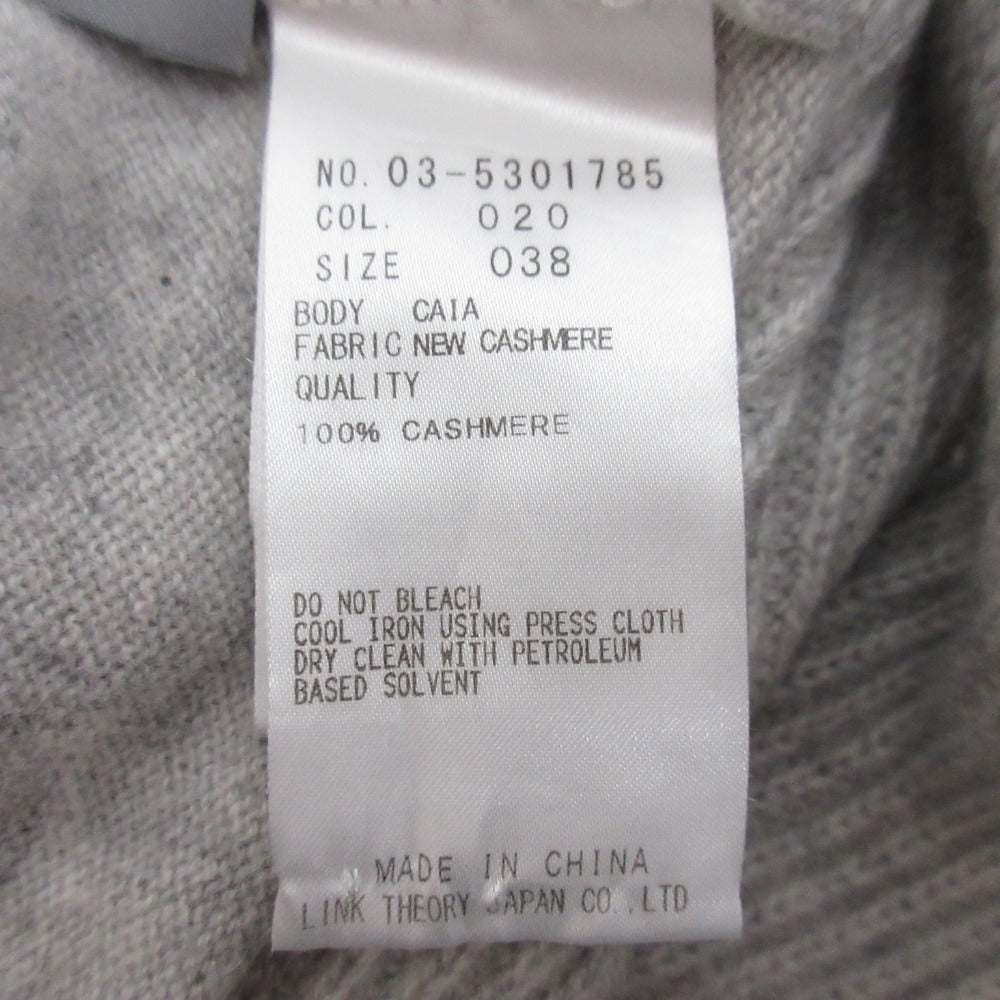 NO. 03-5301785
COL. 020
SIZE 038
BODY CAIA
FABRIC NEW CASHMERE
QUALITY
100% CASHMERE
DO NOT BLEACH
COOL IRON USING PRESS CLOTH
DRY CLEAN WITH PETROLEUM
BASED SOLVENT
MADE IN CHINA
LINK THEORY JAPAN CO.,LTD